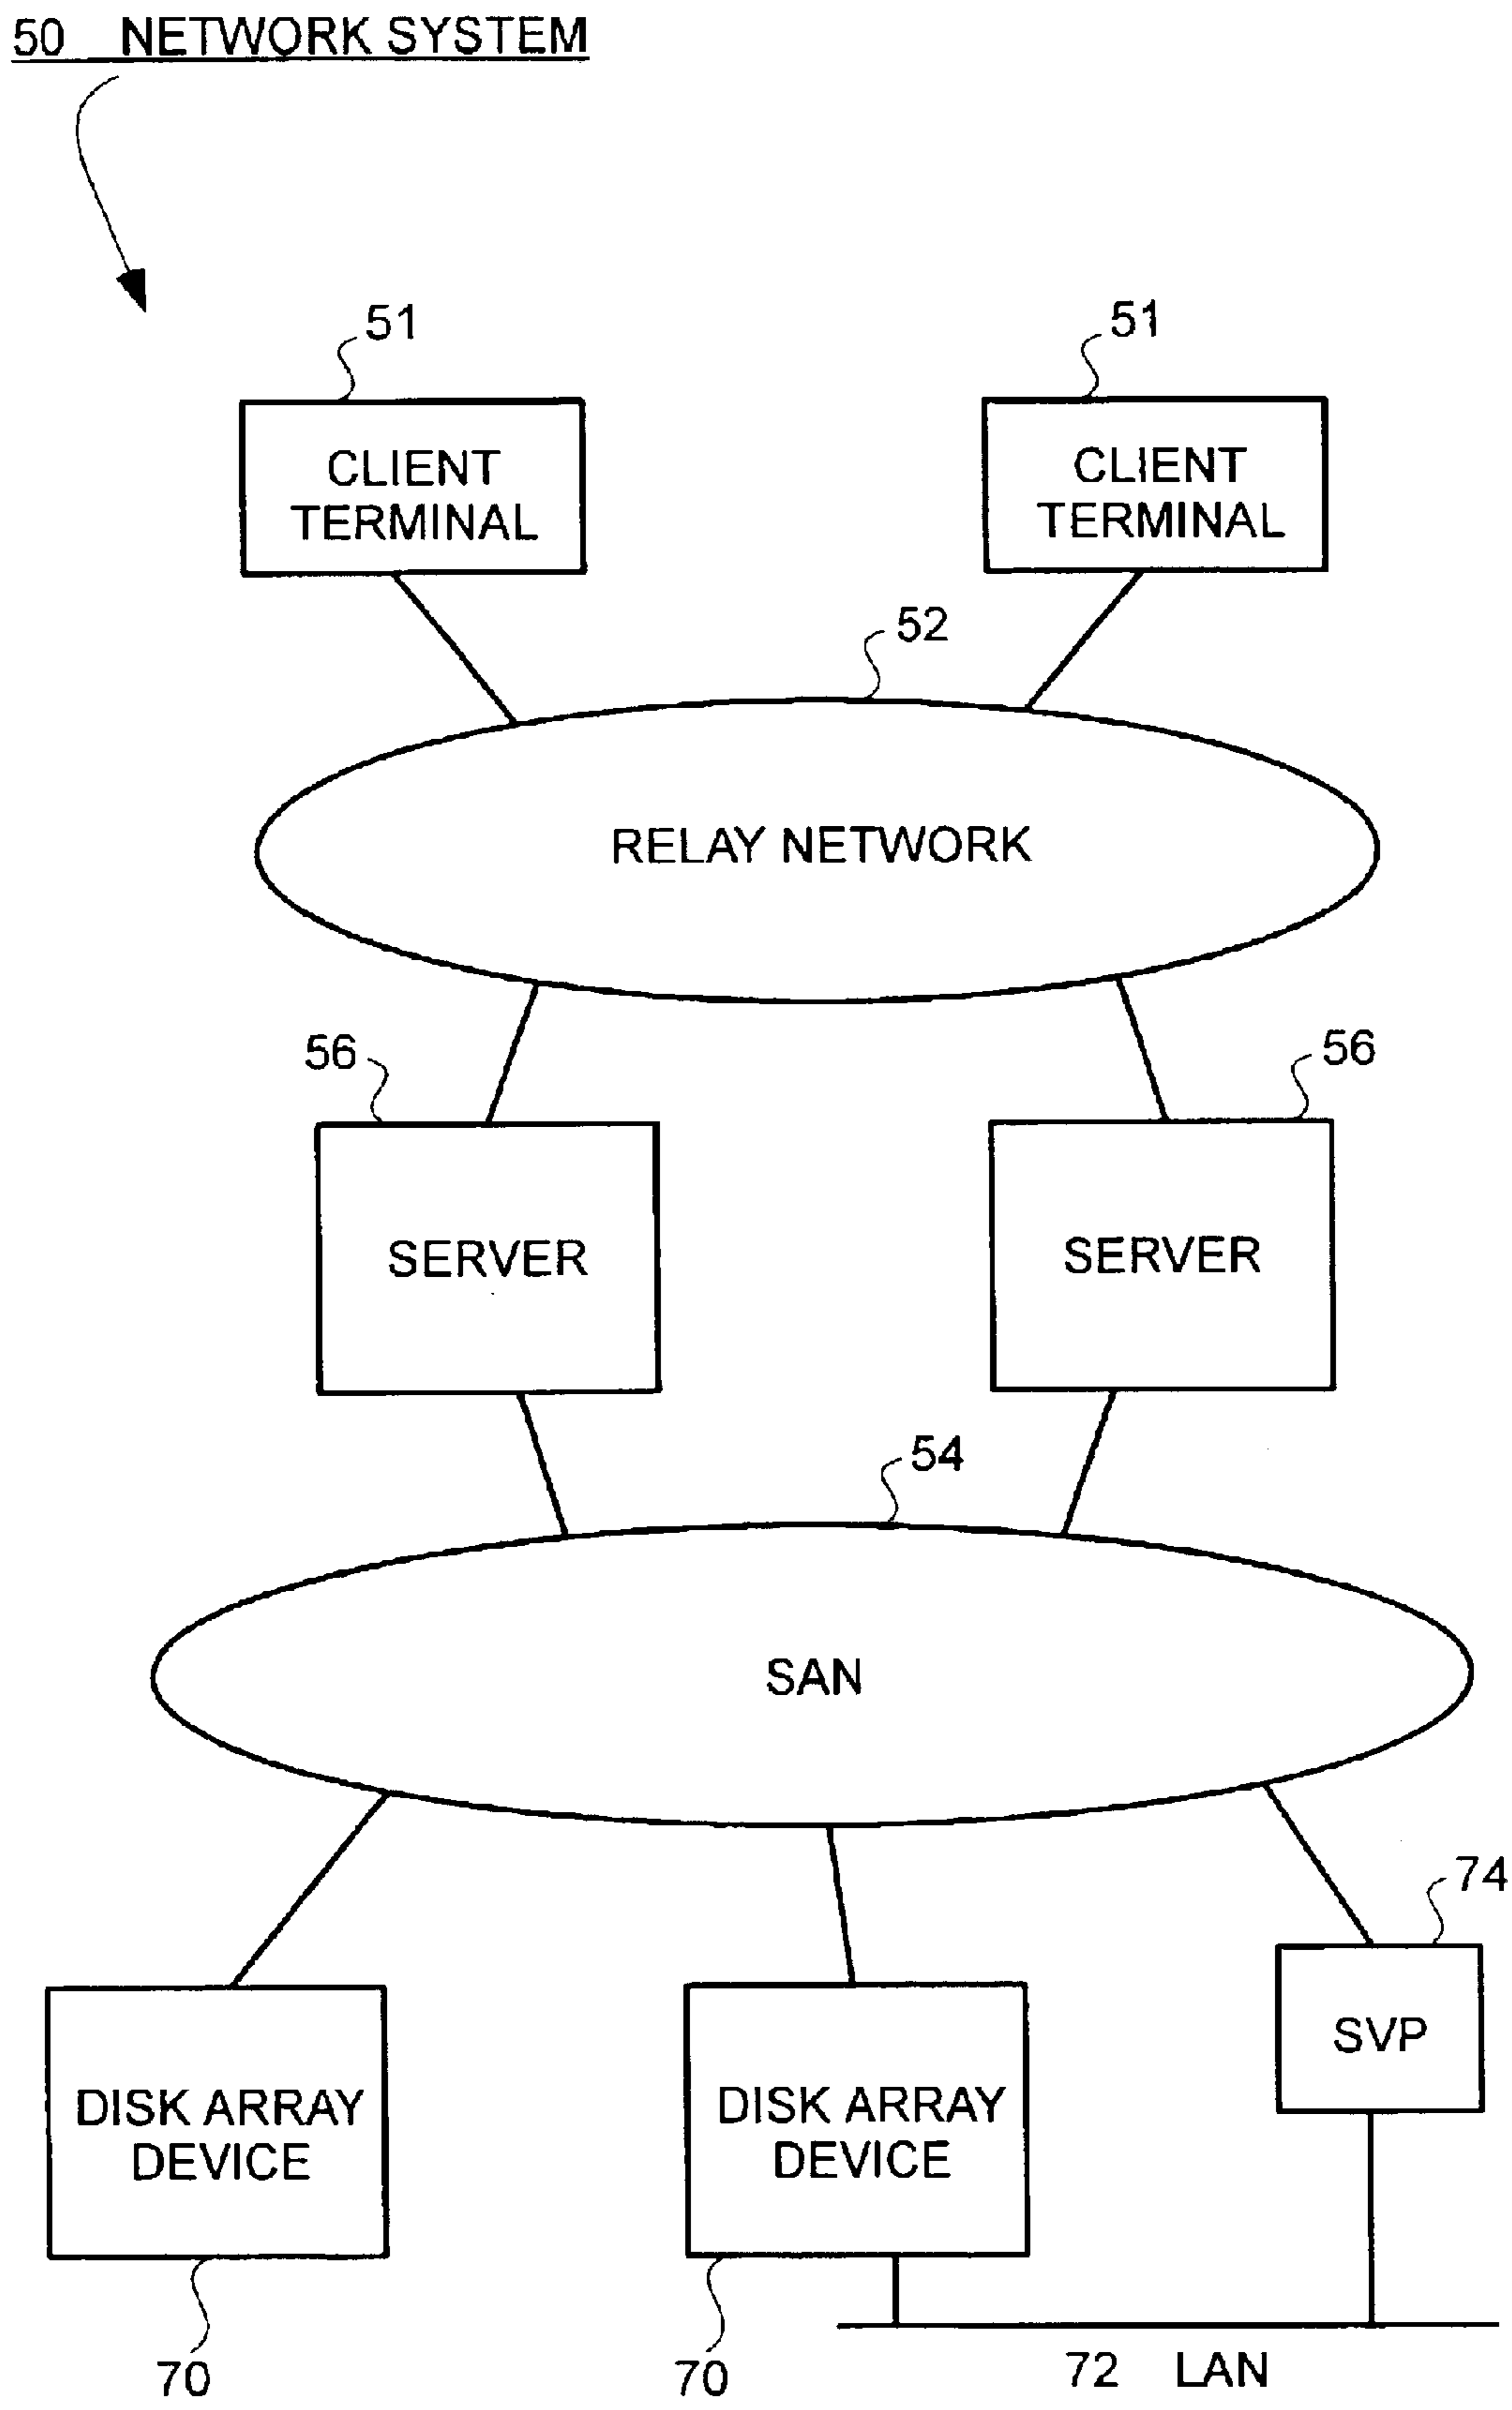 50 NETWORK SYSTEM
51
51
CLIENT
TERMINAL
CLIENT
TERMINAL
52
RELAY NETWORK
56
56
SERVER
SERVER
54
SAN
74
SVP
DISK ARRAY
DEVICE
DISK ARRAY
DEVICE
70
70
72 LAN